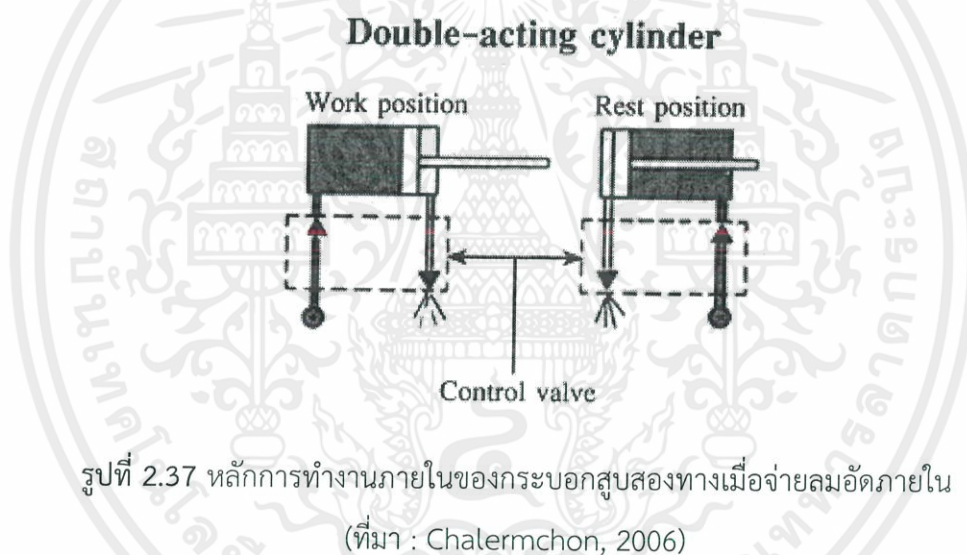 Double-acting cylinder
Work position
Rest position
Control valve
รูปที่ 2.37 หลักการทำงานภายในของกระบอกสูบสองทางเมื่อจ่ายลมอัดภายใน
(ที่มา : Chalermchon, 2006)